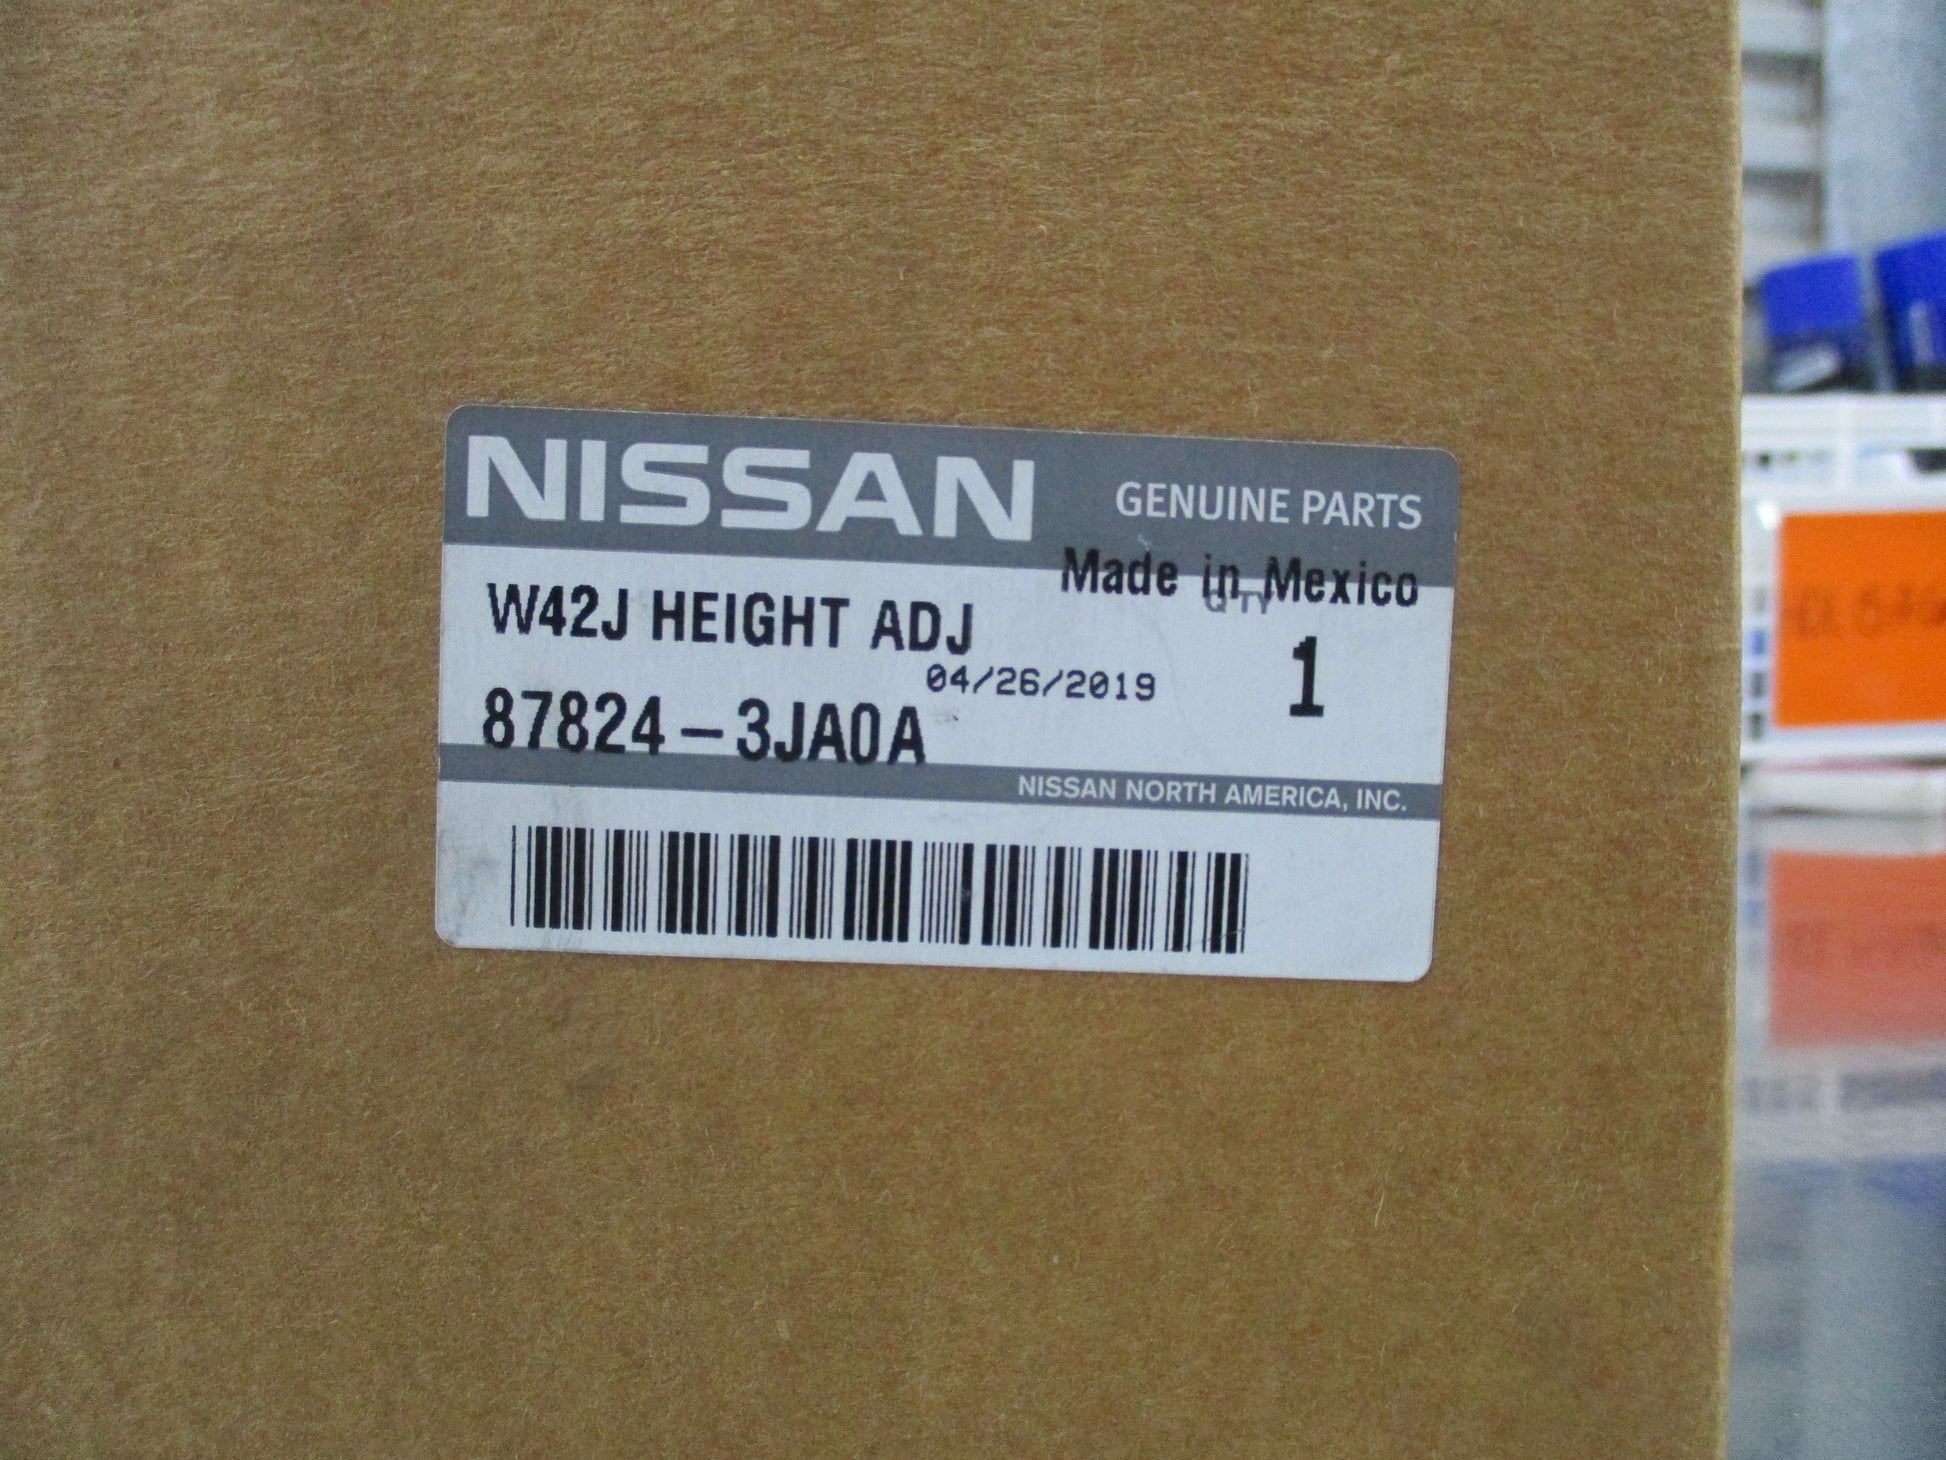 NISSAN GENUINE PARTS
Made in Mexico
W42J HEIGHT ADJ
Q'TY
1
04/26/2019
87824-3JA0A
NISSAN NORTH AMERICA, INC.